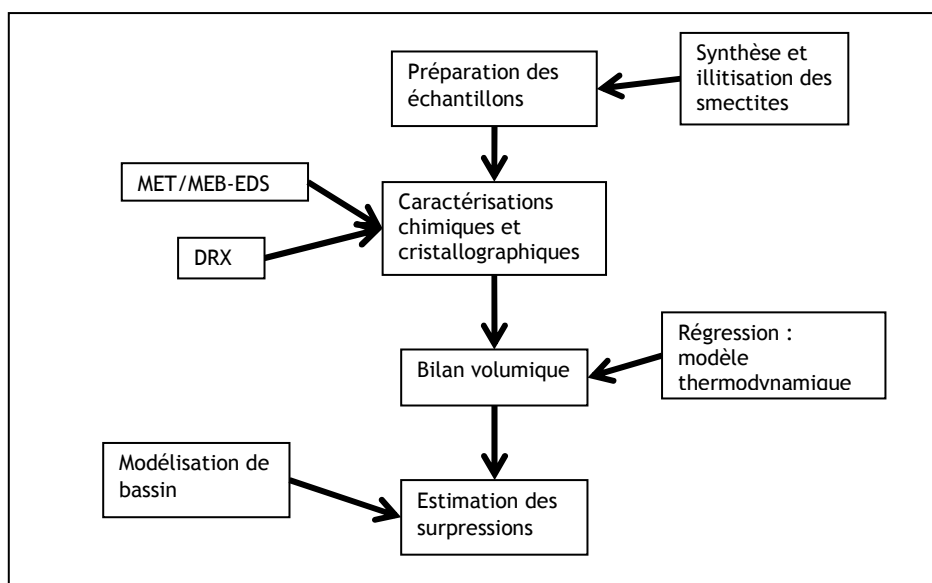 Préparation des
échantillons
Synthèse et
illitisation des
smectites
MET/MEB-EDS
DRX
Caractérisations
chimiques et
cristallographiques
Bilan volumique
Régression :
modèle
thermodynamique
Modélisation de
bassin
Estimation des
surpressions